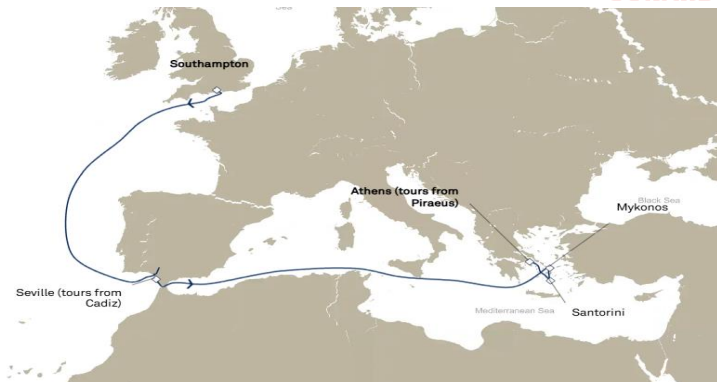 Southampton
Athens (tours from
Piraeus)
Black Sea
Mykonos
Seville (tours from
Cadiz)
Mediterranean Sea
Santorini